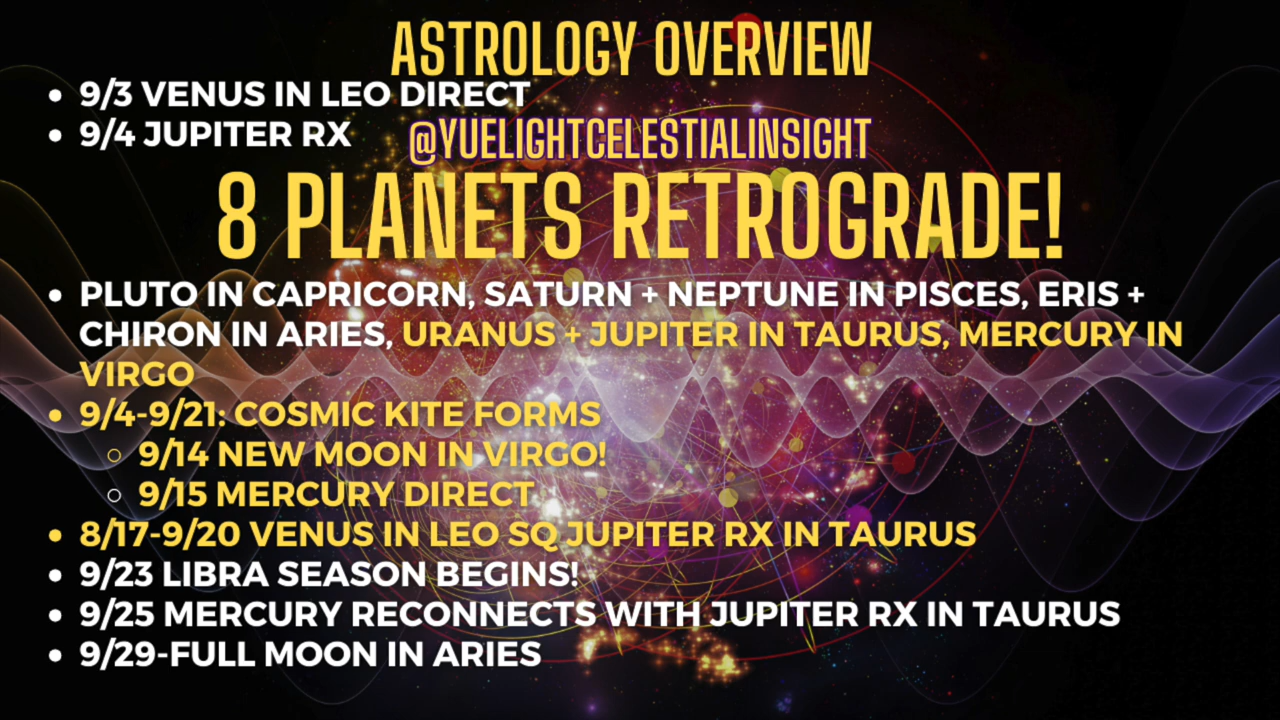 ASTROLOGY OVERVIEW
• 9/3 VENUS IN LEO DIRECT
• 9/4 JUPITER RX
@YUELIGHTCELESTIALINSIGHT
8 PLANETS RETROGRADE!
• PLUTO IN CAPRICORN, SATURN + NEPTUNE IN PISCES, ERIS +
CHIRON IN ARIES, URANUS + JUPITER IN TAURUS, MERCURY IN
VIRGO
• 9/4-9/21: COSMIC KITE FORMS
○ 9/14 NEW MOON IN VIRGO!
○ 9/15 MERCURY DIRECT
• 8/17-9/20 VENUS IN LEO SQ JUPITER RX IN TAURUS
• 9/23 LIBRA SEASON BEGINS!
• 9/25 MERCURY RECONNECTS WITH JUPITER RX IN TAURUS
• 9/29-FULL MOON IN ARIES